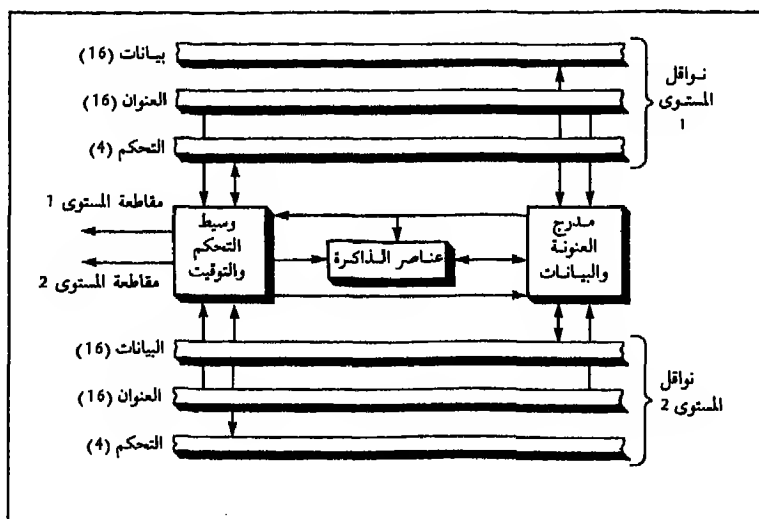 بيانات (16)
العنوان (16)
التحكم (4)
نواقل
المستوى
1
مقاطعة المستوى 1
مقاطعة المستوى 2
وسيط
التحكم
والتوقيت
عناصر الذاكرة
مدرج
العنونة
والبيانات
البيانات (16)
العنوان (16)
التحكم (4)
نواقل
المستوى 2